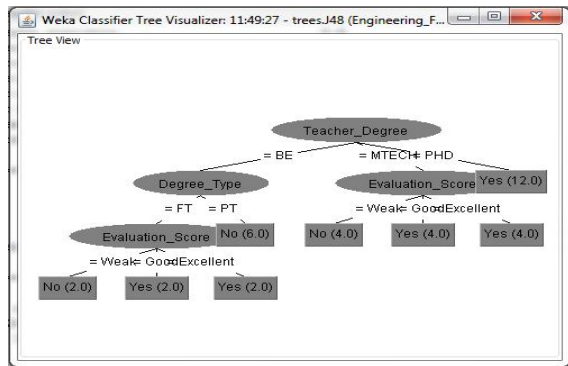 Weka Classifier Tree Visualizer: 11:49:27 - trees.J48 (Engineering_F...
Tree View
Teacher_Degree
= BE = MTECH = PHD
Degree_Type Evaluation_Score Yes (12.0)
= FT = PT = Weak = Good Excellent
Evaluation_Score No (6.0) No (4.0) Yes (4.0) Yes (4.0)
= Weak = Good Excellent
No (2.0) Yes (2.0) Yes (2.0)